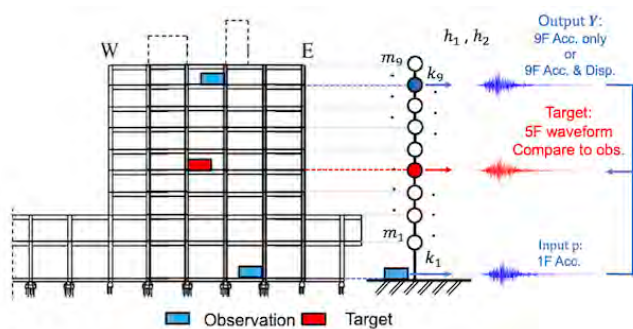 W
E
h₁ , h₂
m₉
k₉
m₁
k₁
Output Y:
9F Acc. only
or
9F Acc. & Disp.
Target:
5F waveform
Compare to obs.
Input p:
1F Acc.
Observation
Target